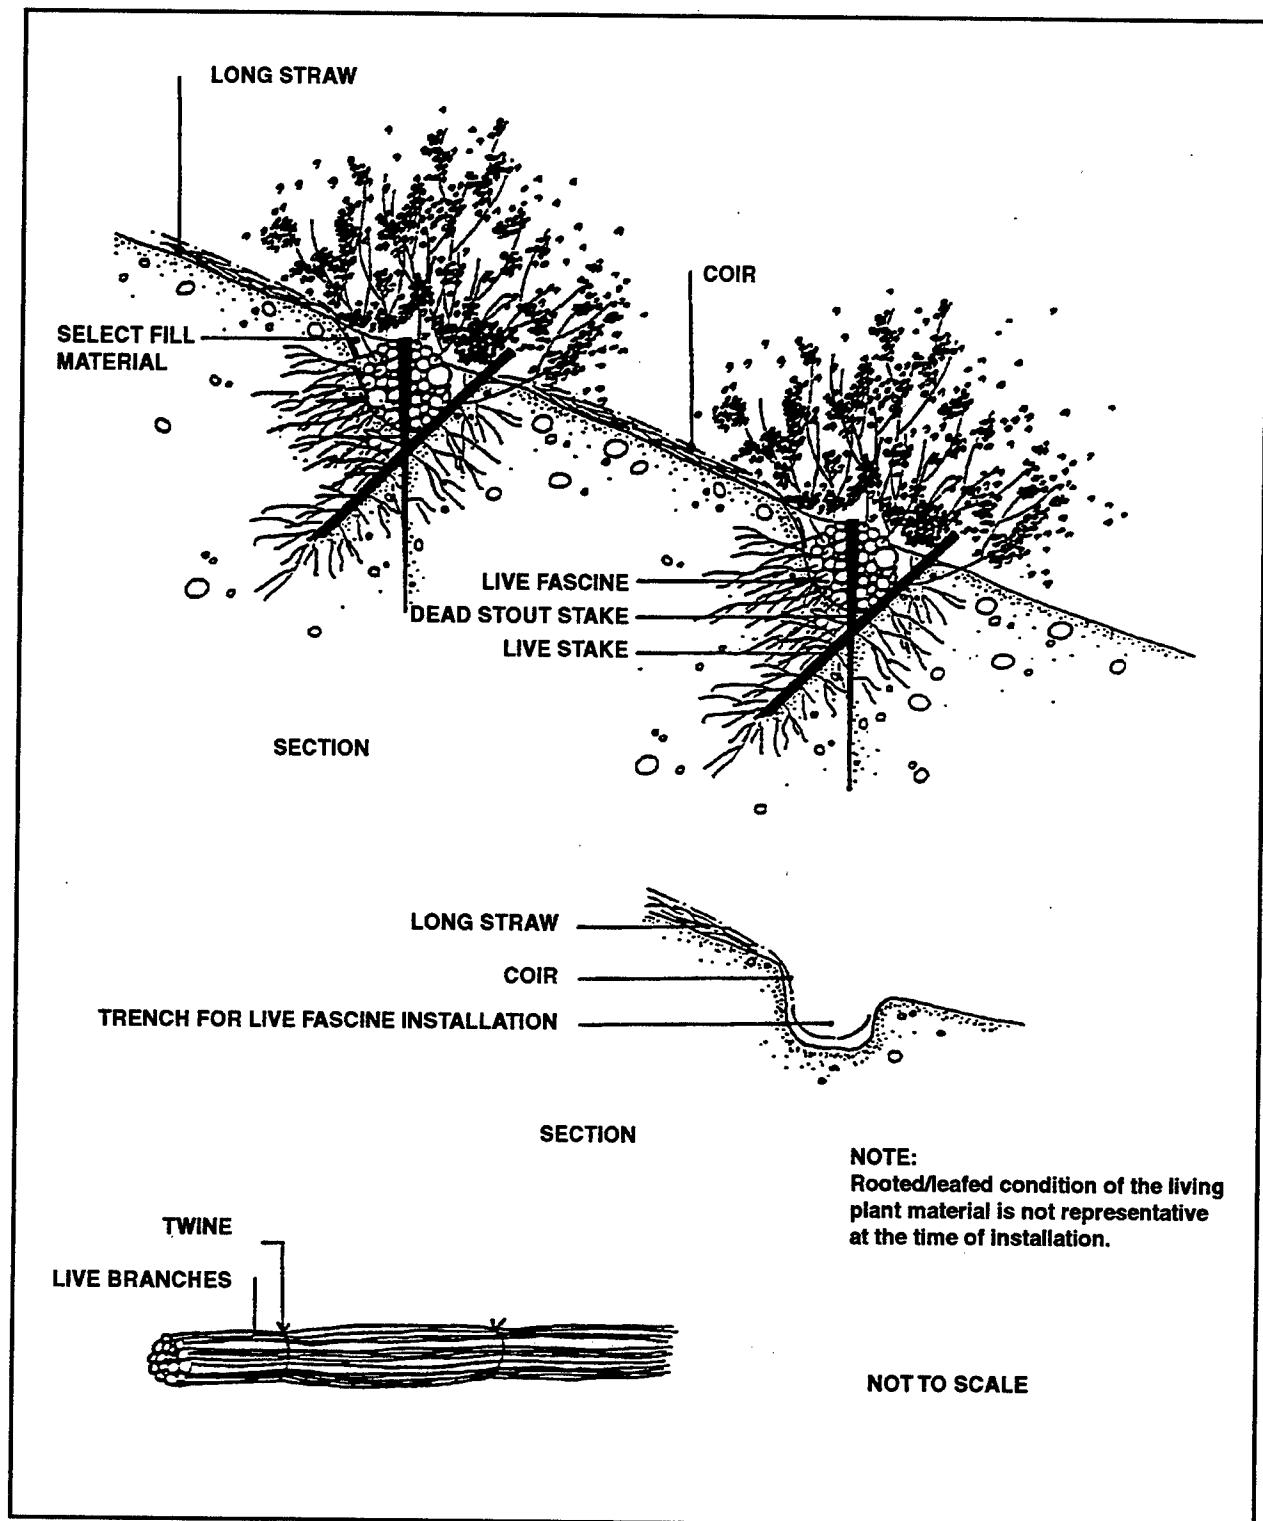 LONG STRAW
COIR
SELECT FILL
MATERIAL
LIVE FASCINE
DEAD STOUT STAKE
LIVE STAKE
SECTION
LONG STRAW
COIR
TRENCH FOR LIVE FASCINE INSTALLATION
SECTION
NOTE:
Rooted/leafed condition of the living
plant material is not representative
at the time of installation.
TWINE
LIVE BRANCHES
NOT TO SCALE